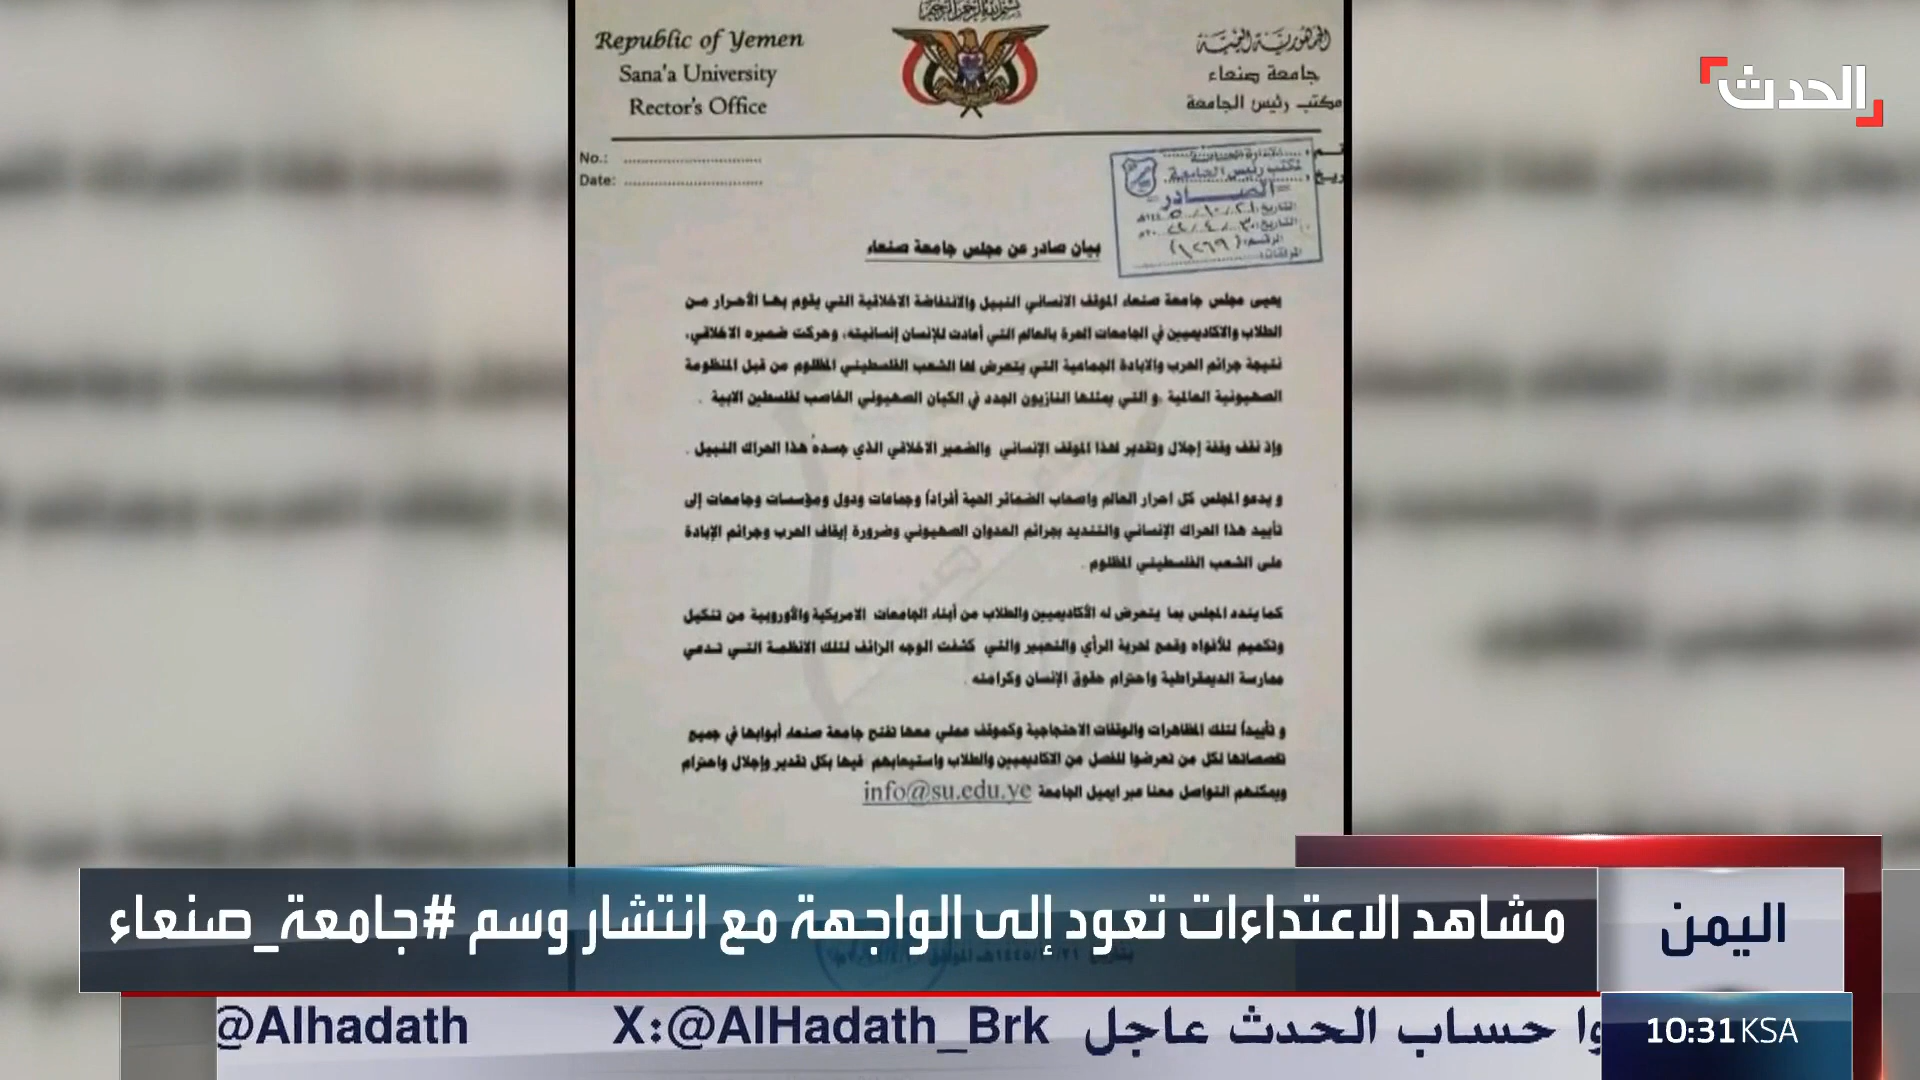 بسم الله الرحمن الرحيم
Republic of Yemen
Sana'a University
Rector's Office
الجمهورية اليمنية
جامعة صنعاء
مكتب رئيس الجامعة
الحدث
No.: ........................
Date: ........................
مكتب رئيس الجامعة
الصادر
بيان صادر عن مجلس جامعة صنعاء
يحيى مجلس جامعة صنعاء الموقف الانساني النبيل والانتفاضة الاخلاقية التي يقوم بها الأحرار من
الطلاب والاكاديميين في الجامعات الحرة بالعالم التي أعادت للإنسان إنسانيته، وحركت ضميره الاخلاقي،
نتيجة جرائم الحرب والابادة الجماعية التي يتعرض لها الشعب الفلسطيني المظلوم من قبل المنظومة
الصهيونية العالمية و التي يمثلها النازيون الجدد في الكيان الصهيوني الغاصب لفلسطين الابية .
وإذ نقف وقفة إجلال وتقدير لهذا الموقف الإنساني والضمير الاخلاقي الذي جسده هذا الحراك النبيل .
و يدعو المجلس كل احرار العالم واصحاب الضمائر الحية أفراداً وجماعات ودول ومؤسسات وجامعات إلى
تأييد هذا الحراك الإنساني والتنديد بجرائم العدوان الصهيوني وضرورة إيقاف الحرب وجرائم الإبادة
على الشعب الفلسطيني المظلوم .
كما يندد المجلس بما يتعرض له الأكاديميين والطلاب من أبناء الجامعات الامريكية والأوروبية من تنكيل
وتكميم للأفواه وقمع لحرية الرأي والتعبير والتي كشفت الوجه الزائف لتلك الانظمة التي تدعي
ممارسة الديمقراطية واحترام حقوق الإنسان وكرامته .
و تأييداً لتلك المظاهرات والوقفات الاحتجاجية وكموقف عملي معها تفتح جامعة صنعاء أبوابها في جميع
تخصصاتها لكل من تعرضوا للفصل من الاكاديميين والطلاب واستيعابهم فيها بكل تقدير وإجلال واحترام
ويمكنهم التواصل معنا عبر ايميل الجامعة info@su.edu.ye
اليمن
مشاهد الاعتداءات تعود إلى الواجهة مع انتشار وسم #جامعة_صنعاء
وا حساب الحدث عاجل X:@AlHadath_Brk @Alhadath
10:31 KSA